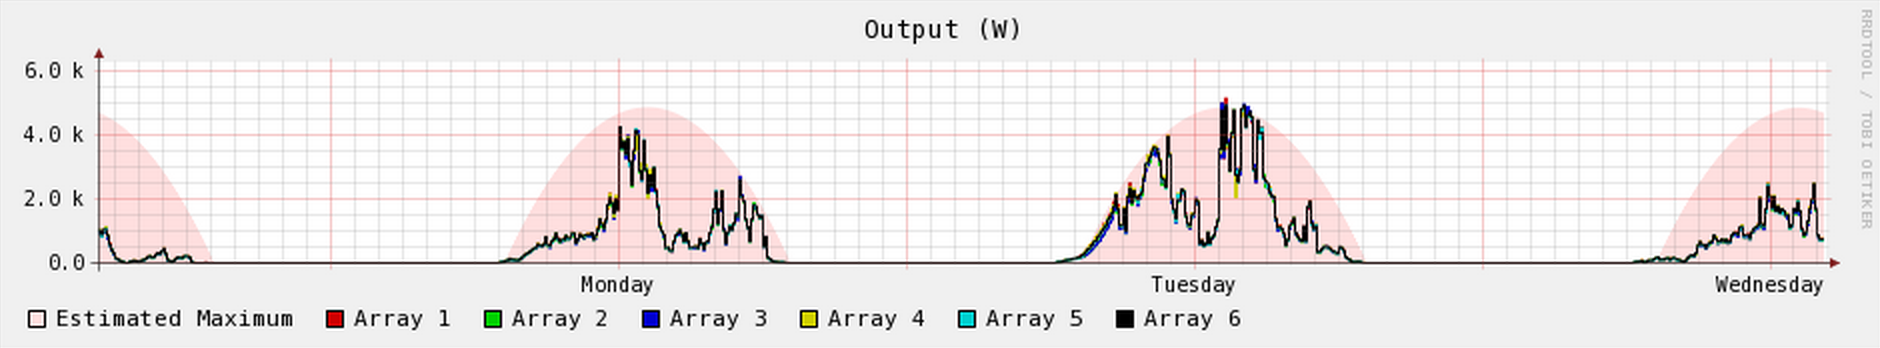 Output (W)
RRDTOOL / TOBI OETIKER
6.0 k
4.0 k
2.0 k
0.0
Monday Tuesday Wednesday
Estimated Maximum Array 1 Array 2 Array 3 Array 4 Array 5 Array 6